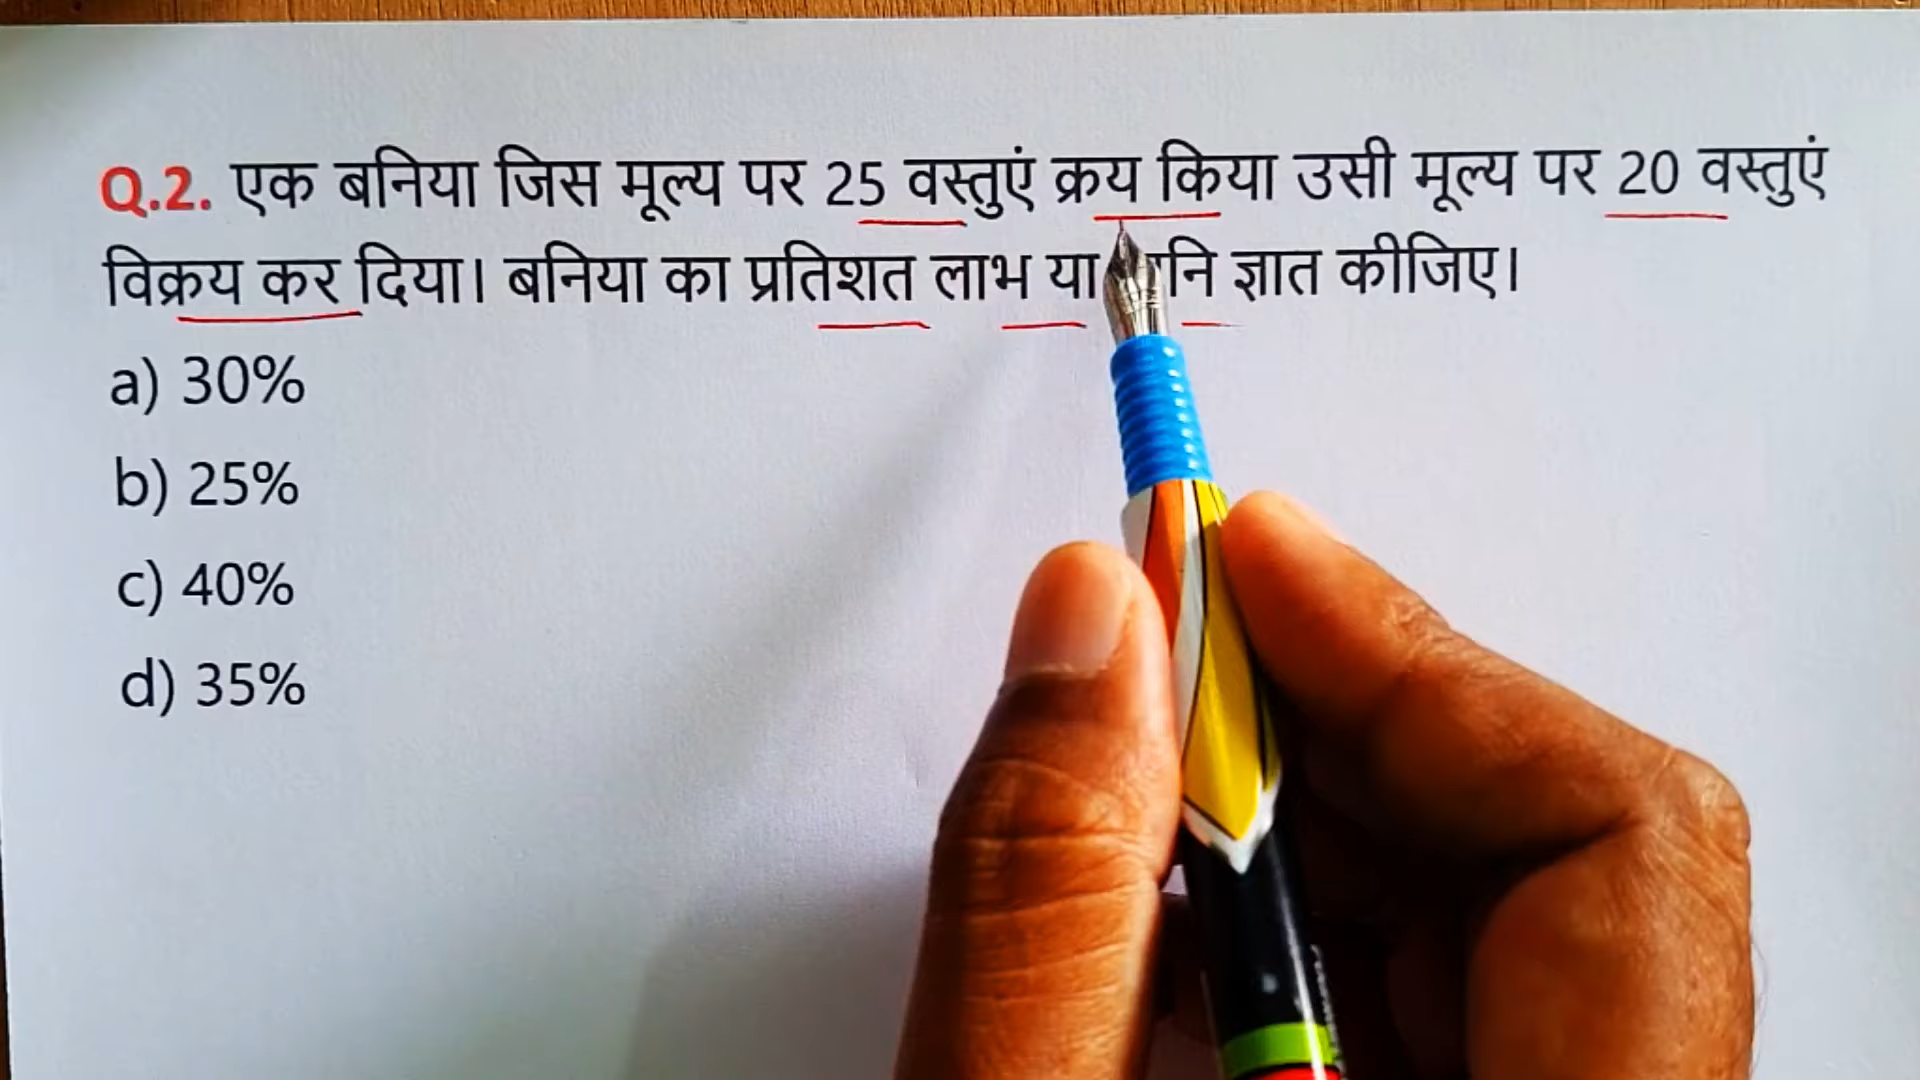 Q.2. एक बनिया जिस मूल्य पर 25 वस्तुएं क्रय किया उसी मूल्य पर 20 वस्तुएं
विक्रय कर दिया। बनिया का प्रतिशत लाभ या ज्ञात कीजिए।
a) 30%
b) 25%
c) 40%
d) 35%